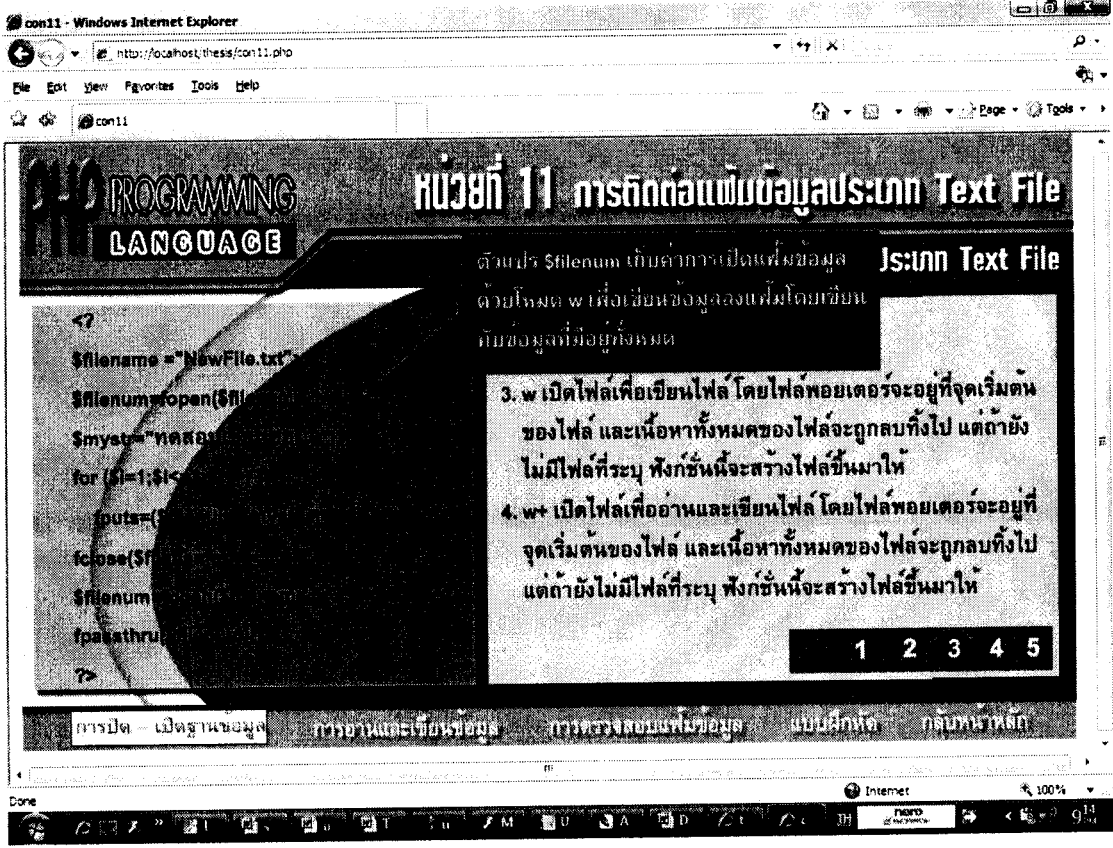 con11 - Windows Internet Explorer
http://localhost/thesis/con11.php
File Edit View Favorites Tools Help
con11
Page Tools
PHP PROGRAMMING
LANGUAGE
หน่วยที่ 11 การติดต่อแฟ้มข้อมูลประเภท Text File
ประเภท Text File
ตัวแปร $filenum เก็บค่าการเปิดแฟ้มข้อมูล
ด้วยโหมด w เพื่อเขียนข้อมูลลงแฟ้มโดยเขียน
ทับข้อมูลที่มีอยู่ทั้งหมด
<?
$filename ="NewFile.txt"
$filenum=fopen($fil
$mystr="ทดสอบ
for ($i=1;$i<
fputs=($
fclose($f
$filenum
fpassthru
?>
3. w เปิดไฟล์เพื่อเขียนไฟล์ โดยไฟล์พอยเตอร์จะอยู่ที่จุดเริ่มต้น
ของไฟล์ และเนื้อหาทั้งหมดของไฟล์จะถูกลบทิ้งไป แต่ถ้ายัง
ไม่มีไฟล์ที่ระบุ ฟังก์ชั่นนี้จะสร้างไฟล์ขึ้นมาให้
4. w+ เปิดไฟล์เพื่ออ่านและเขียนไฟล์ โดยไฟล์พอยเตอร์จะอยู่ที่
จุดเริ่มต้นของไฟล์ และเนื้อหาทั้งหมดของไฟล์จะถูกลบทิ้งไป
แต่ถ้ายังไม่มีไฟล์ที่ระบุ ฟังก์ชั่นนี้จะสร้างไฟล์ขึ้นมาให้
1 2 3 4 5
การปิด – เปิดฐานข้อมูล การอ่านและเขียนข้อมูล การตรวจสอบแฟ้มข้อมูล แบบฝึกหัด กลับหน้าหลัก
Done Internet 100%
TH nero